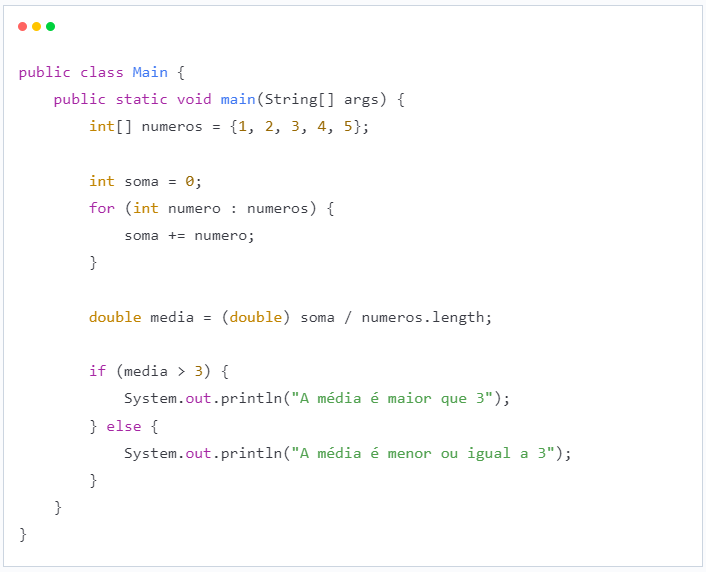 public class Main {
    public static void main(String[] args) {
        int[] numeros = {1, 2, 3, 4, 5};

        int soma = 0;
        for (int numero : numeros) {
            soma += numero;
        }

        double media = (double) soma / numeros.length;

        if (media > 3) {
            System.out.println("A média é maior que 3");
        } else {
            System.out.println("A média é menor ou igual a 3");
        }
    }
}